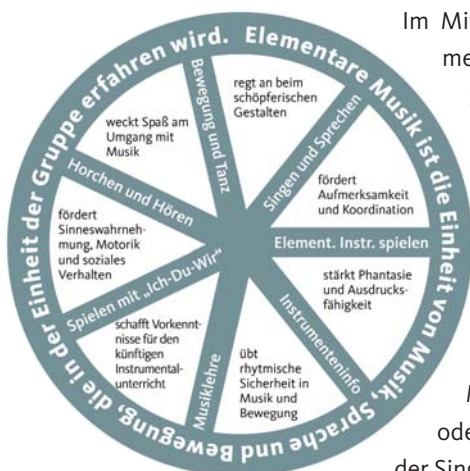 Elementare Musik ist die Einheit von Musik, Sprache und Bewegung, die in der Einheit der Gruppe erfahren wird.
Bewegung und Tanz
regt an beim
schöpferischen
Gestalten
Singen und Sprechen
fördert
Aufmerksamkeit
und Koordination
Element. Instr. spielen
stärkt Phantasie
und Ausdrucks-
fähigkeit
Instrumenteninfo
übt
rhytmische
Sicherheit in
Musik und
Bewegung
Musiklehre
schafft Vorkennt-
nisse für den
künftigen
Instrumental-
unterricht
Spielen mit „Ich-Du-Wir“
fördert
Sinneswahrneh-
mung, Motorik
und soziales
Verhalten
Horchen und Hören
weckt Spaß am
Umgang mit
Musik
Im
ode